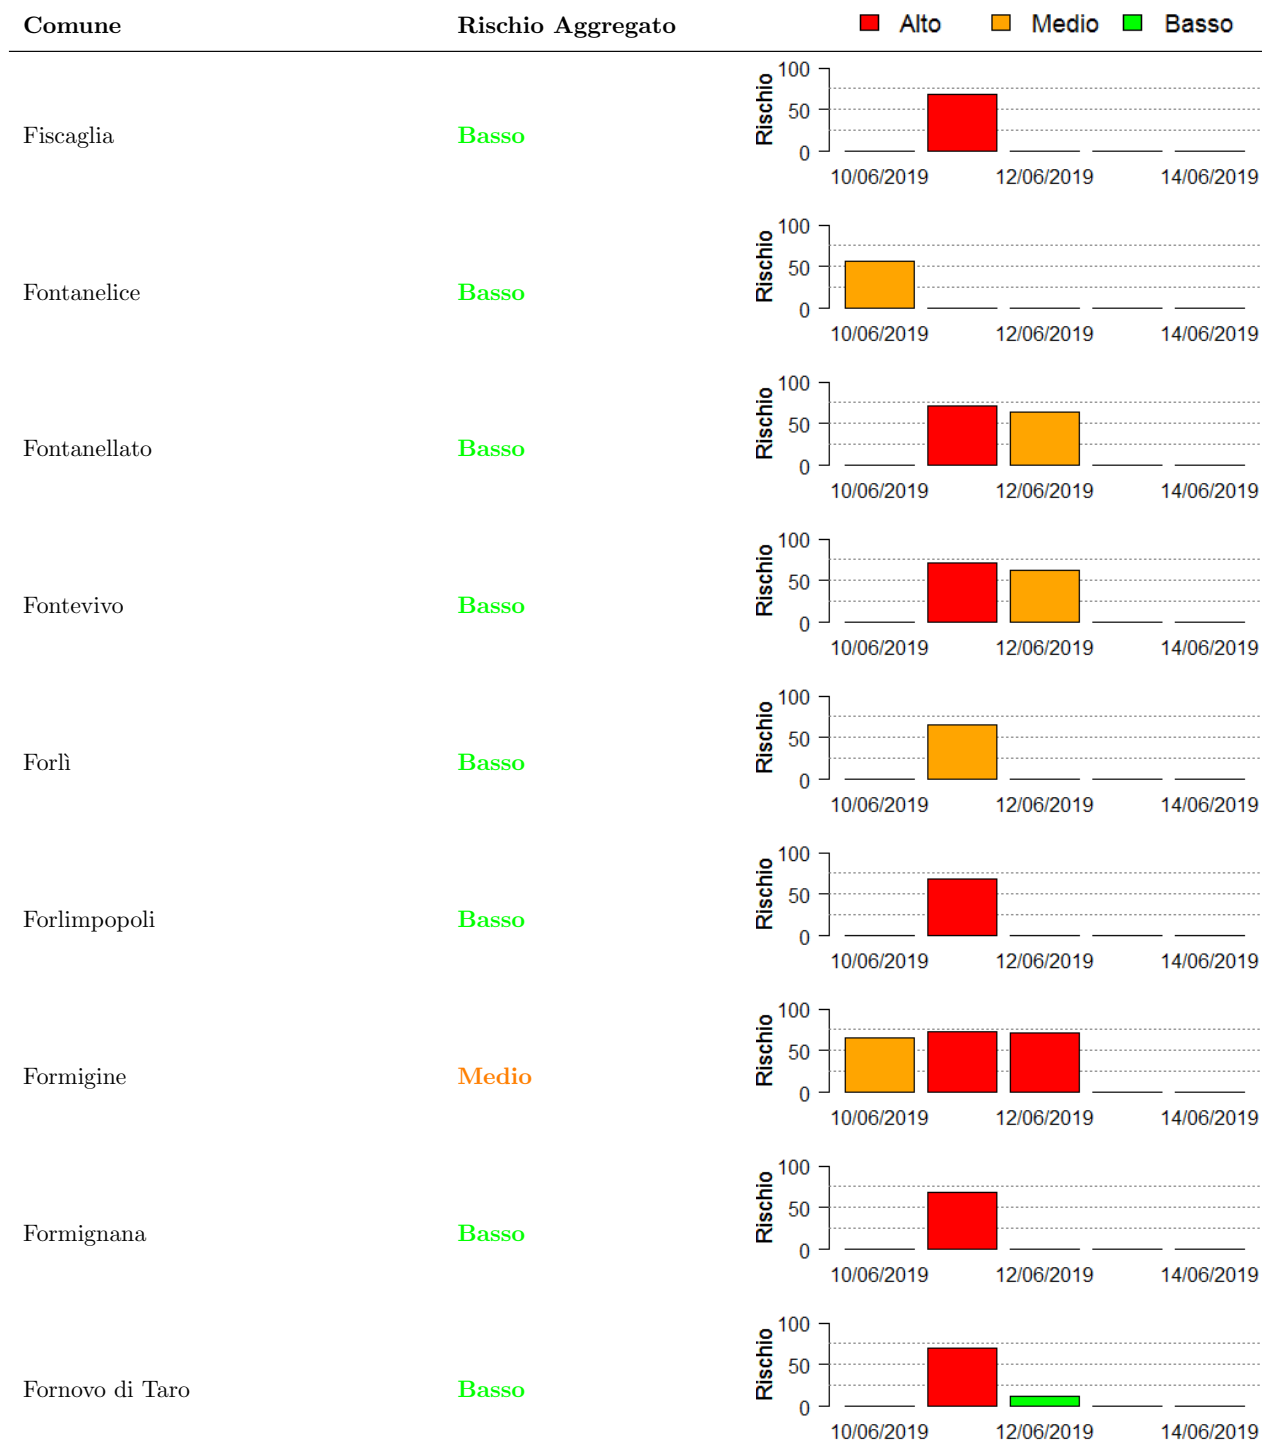 Comune Rischio Aggregato Alto Medio Basso
Fiscaglia Basso Rischio 100 50 0
10/06/2019 12/06/2019 14/06/2019
Fontanelice Basso Rischio 100 50 0
10/06/2019 12/06/2019 14/06/2019
Fontanellato Basso Rischio 100 50 0
10/06/2019 12/06/2019 14/06/2019
Fontevivo Basso Rischio 100 50 0
10/06/2019 12/06/2019 14/06/2019
Forlì Basso Rischio 100 50 0
10/06/2019 12/06/2019 14/06/2019
Forlimpopoli Basso Rischio 100 50 0
10/06/2019 12/06/2019 14/06/2019
Formigine Medio Rischio 100 50 0
10/06/2019 12/06/2019 14/06/2019
Formignana Basso Rischio 100 50 0
10/06/2019 12/06/2019 14/06/2019
Fornovo di Taro Basso Rischio 100 50 0
10/06/2019 12/06/2019 14/06/2019